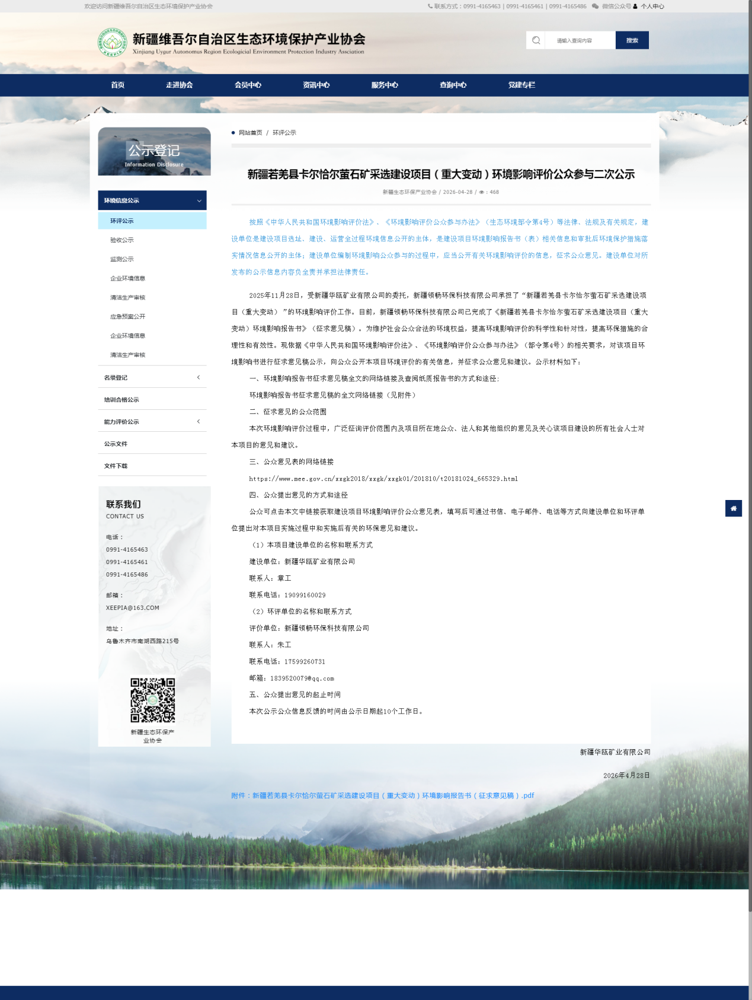 欢迎访问新疆维吾尔自治区生态环境保护产业协会
联系方式：0991-4165463 | 0991-4165461 | 0991-4165486 微信公众号 个人中心
新疆维吾尔自治区生态环境保护产业协会
Xinjiang Uygur Autonomus Region Ecologicial Environment Protection Industry Assciation
XEEPIA
请输入查询内容
搜索
首页 走进协会 会员中心 资讯中心 服务中心 查询中心 党建专栏
公示登记
Information Disclosure
环境信息公示
环评公示
验收公示
监测公示
企业环境信息
清洁生产审核
应急预案公开
企业环境信息
清洁生产审核
名录登记
培训合格公示
能力评价公示
公示文件
文件下载
联系我们
CONTACT US
电话：
0991-4165463
0991-4165461
0991-4165486
邮箱：
XEEPIA@163.COM
地址：
乌鲁木齐市南湖西路215号
新疆生态环保产
业协会
网站首页 / 环评公示
新疆若羌县卡尔恰尔萤石矿采选建设项目（重大变动）环境影响评价公众参与二次公示
新疆生态环保产业协会 / 2026-04-28 / ：468
按照《中华人民共和国环境影响评价法》、《环境影响评价公众参与办法》（生态环境部令第4号）等法律、法规及有关规定，建
设单位是建设项目选址、建设、运营全过程环境信息公开的主体，是建设项目环境影响报告书（表）相关信息和审批后环境保护措施落
实情况信息公开的主体；建设单位编制环境影响公众参与的过程中，应当公开有关环境影响评价的信息，征求公众意见。建设单位对所
发布的公示信息内容负全责并承担法律责任。
2025年11月28日，受新疆华瓯矿业有限公司的委托，新疆领畅环保科技有限公司承担了“新疆若羌县卡尔恰尔萤石矿采选建设项
目（重大变动）”的环境影响评价工作。目前，新疆领畅环保科技有限公司已完成了《新疆若羌县卡尔恰尔萤石矿采选建设项目（重大
变动）环境影响报告书》（征求意见稿）。为维护社会公众合法的环境权益，提高环境影响评价的科学性和针对性，提高环保措施的合
理性和有效性。现依据《中华人民共和国环境影响评价法》、《环境影响评价公众参与办法》（部令第4号）的相关要求，对该项目环
境影响书进行征求意见稿公示，向公众公开本项目环境评价的有关信息，并征求公众意见和建议。公示材料如下：
一、环境影响报告书征求意见稿全文的网络链接及查阅纸质报告书的方式和途径；
环境影响报告书征求意见稿的全文网络链接（见附件）
二、征求意见的公众范围
本次环境影响评价过程中，广泛征询评价范围内及项目所在地公众、法人和其他组织的意见及关心该项目建设的所有社会人士对
本项目的意见和建议。
三、公众意见表的网络链接
https://www.mee.gov.cn/xxgk2018/xxgk/xxgk01/201810/t20181024_665329.html
四、公众提出意见的方式和途径
公众可点击本文中链接获取建设项目环境影响评价公众意见表，填写后可通过书信、电子邮件、电话等方式向建设单位和环评单
位提出对本项目实施过程中和实施后有关的环保意见和建议。
（1）本项目建设单位的名称和联系方式
建设单位：新疆华瓯矿业有限公司
联系人：章工
联系电话：19099160029
（2）环评单位的名称和联系方式
评价单位：新疆领畅环保科技有限公司
联系人：朱工
联系电话：17599260731
邮箱：1839520079@qq.com
五、公众提出意见的起止时间
本次公示公众信息反馈的时间由公示日期起10个工作日。
新疆华瓯矿业有限公司
2026年4月28日
附件：新疆若羌县卡尔恰尔萤石矿采选建设项目（重大变动）环境影响报告书（征求意见稿）.pdf